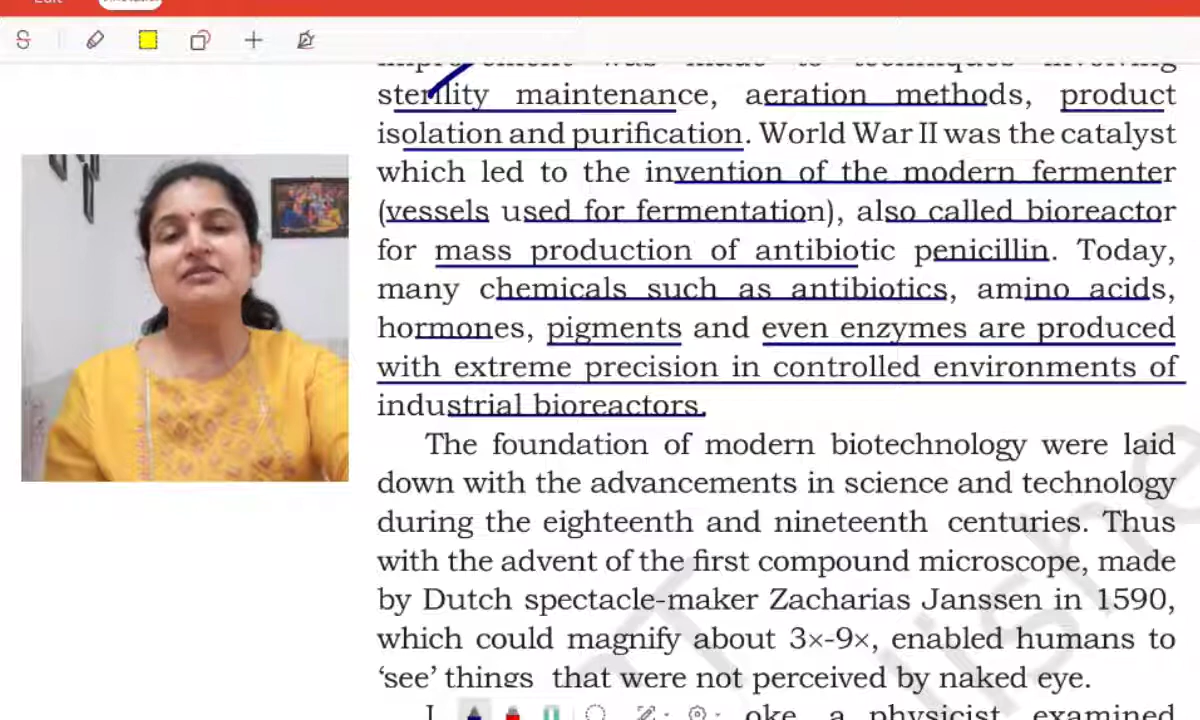 sterility maintenance, aeration methods, product
isolation and purification. World War II was the catalyst
which led to the invention of the modern fermenter
(vessels used for fermentation), also called bioreactor
for mass production of antibiotic penicillin. Today,
many chemicals such as antibiotics, amino acids,
hormones, pigments and even enzymes are produced
with extreme precision in controlled environments of
industrial bioreactors.
The foundation of modern biotechnology were laid
down with the advancements in science and technology
during the eighteenth and nineteenth centuries. Thus
with the advent of the first compound microscope, made
by Dutch spectacle-maker Zacharias Janssen in 1590,
which could magnify about 3×-9×, enabled humans to
‘see’ things that were not perceived by naked eye.
oke, a physicist, examined